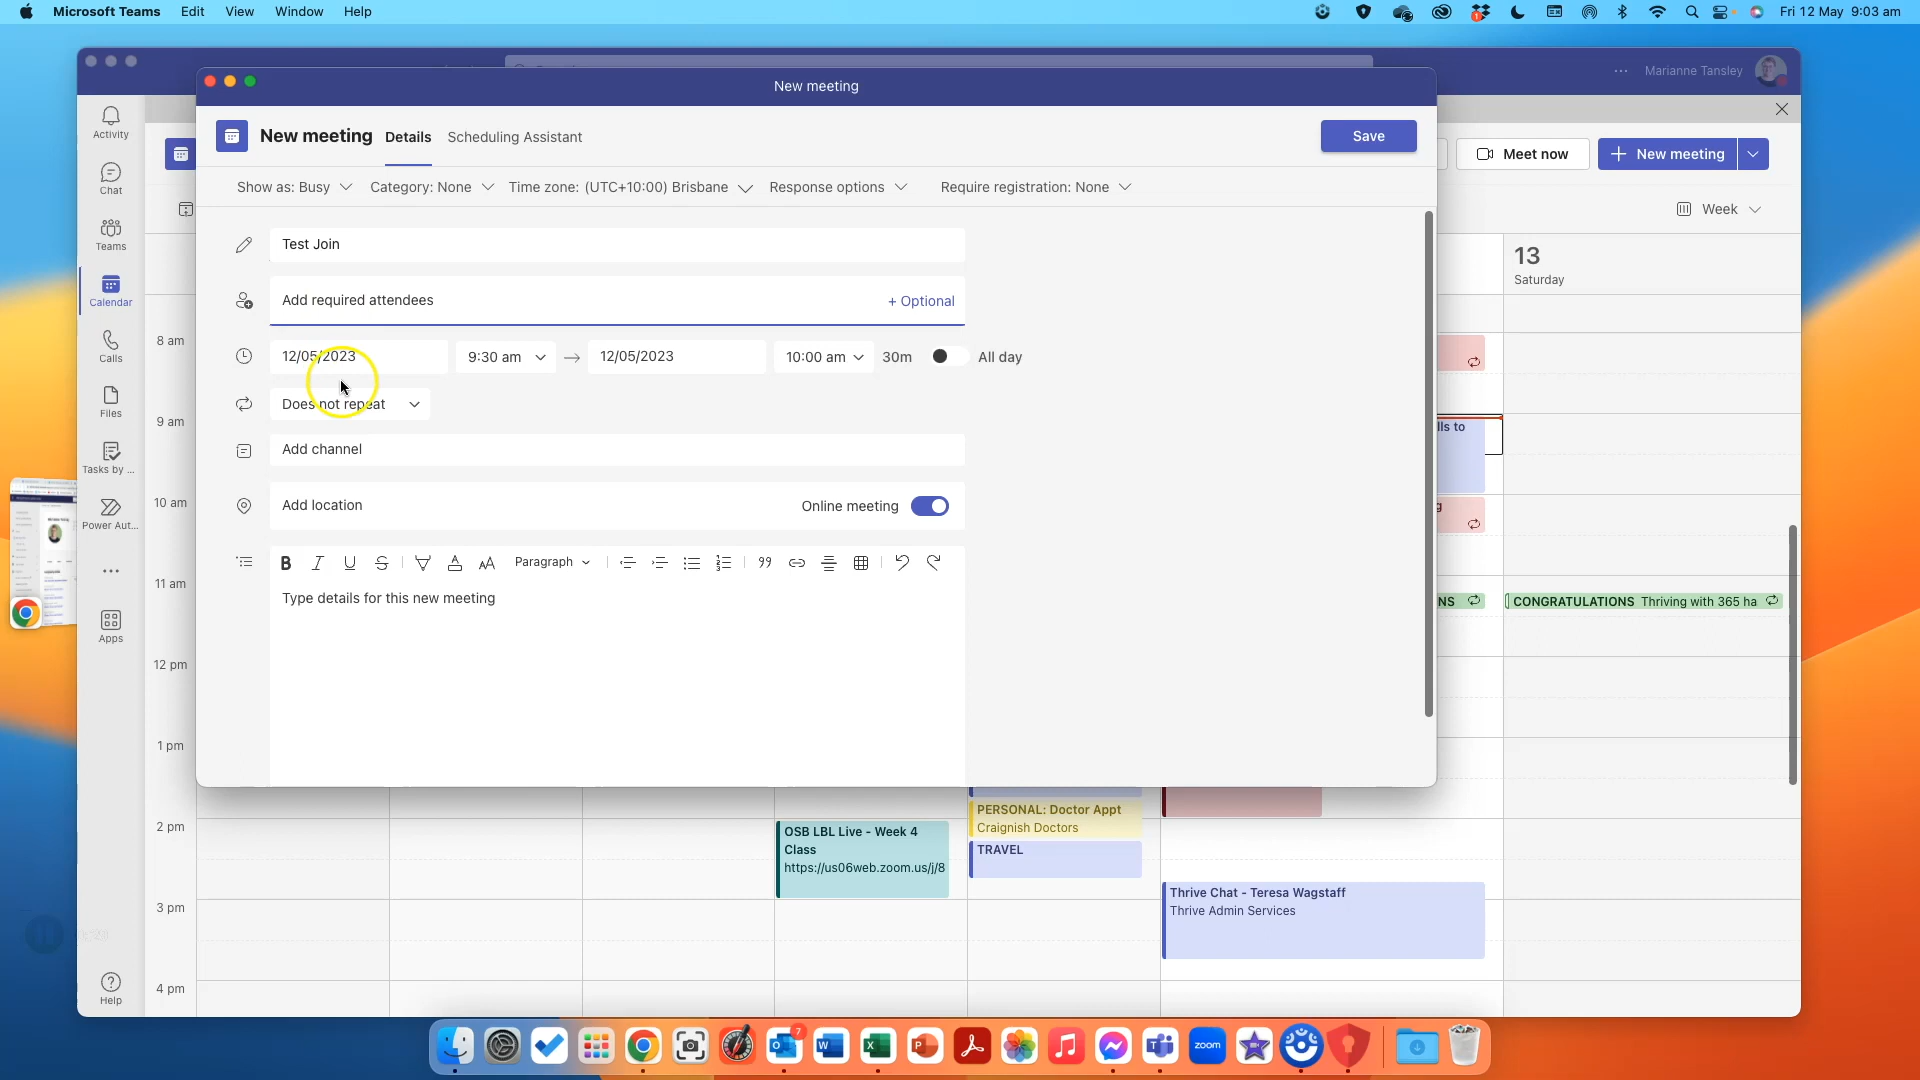 Microsoft Teams Edit View Window Help
1
Fri 12 May 9:03 am
New meeting
Marianne Tansley
New meeting Details Scheduling Assistant
Save
Meet now
New meeting
Show as: Busy
Category: None
Time zone: (UTC+10:00) Brisbane
Response options
Require registration: None
Week
Activity
Chat
Teams
Calendar
Calls
Files
Tasks by ...
Power Aut...
Apps
Help
Test Join
Add required attendees
+ Optional
12/05/2023
9:30 am
12/05/2023
10:00 am
30m
All day
Does not repeat
Add channel
Add location
Online meeting
Paragraph
Type details for this new meeting
13
Saturday
8 am
9 am
10 am
11 am
12 pm
1 pm
2 pm
3 pm
4 pm
lls to
g
NS
CONGRATULATIONS Thriving with 365 ha
OSB LBL Live - Week 4
Class
https://us06web.zoom.us/j/8
PERSONAL: Doctor Appt
Craignish Doctors
TRAVEL
Thrive Chat - Teresa Wagstaff
Thrive Admin Services
7
zoom